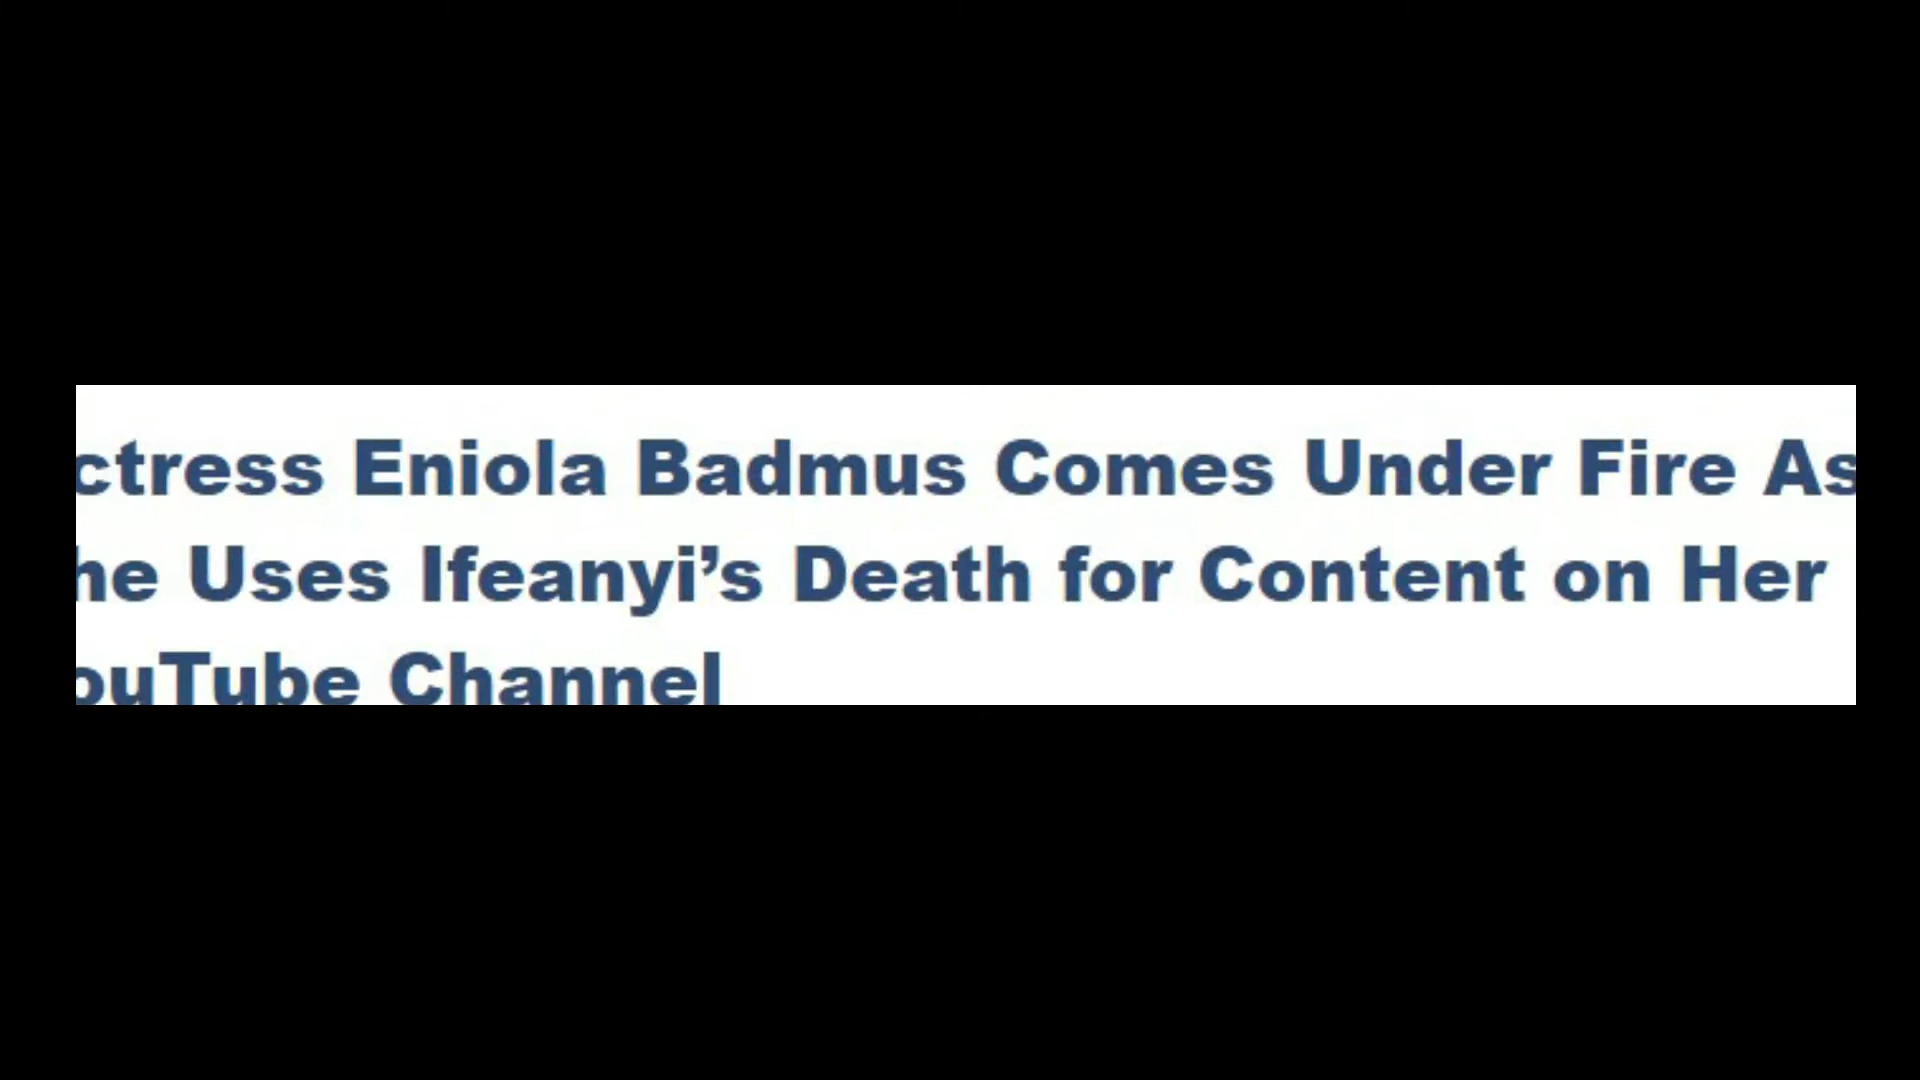 ctress Eniola Badmus Comes Under Fire As
he Uses Ifeanyi’s Death for Content on Her
ouTube Channel